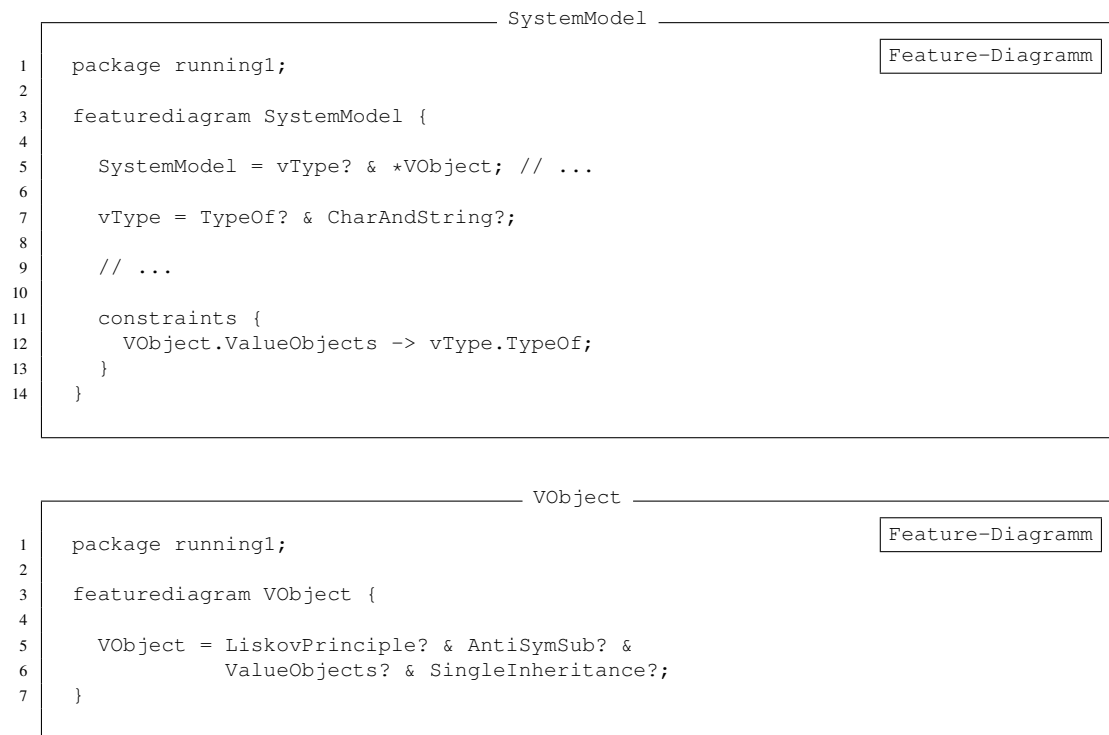 SystemModel
Feature-Diagramm
1 package running1;
2
3 featurediagram SystemModel {
4
5 SystemModel = vType? & *VObject; // ...
6
7 vType = TypeOf? & CharAndString?;
8
9 // ...
10
11 constraints {
12 VObject.ValueObjects -> vType.TypeOf;
13 }
14 }
VObject
Feature-Diagramm
1 package running1;
2
3 featurediagram VObject {
4
5 VObject = LiskovPrinciple? & AntiSymSub? &
6 ValueObjects? & SingleInheritance?;
7 }